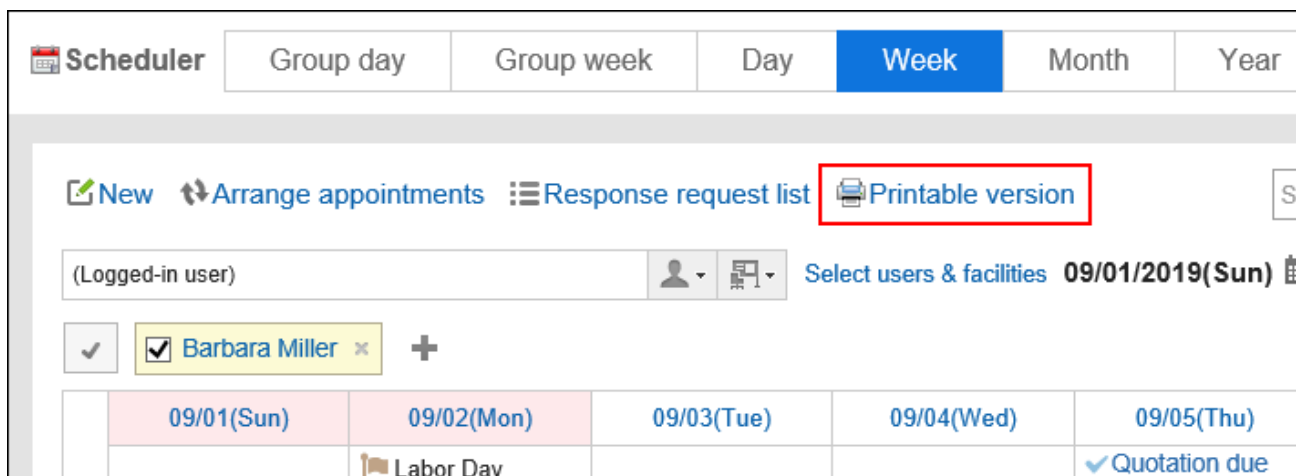 Scheduler Group day Group week Day Week Month Year
New Arrange appointments Response request list Printable version S
(Logged-in user) Select users & facilities 09/01/2019(Sun)
Barbara Miller
09/01(Sun) 09/02(Mon) 09/03(Tue) 09/04(Wed) 09/05(Thu)
Labor Day Quotation due